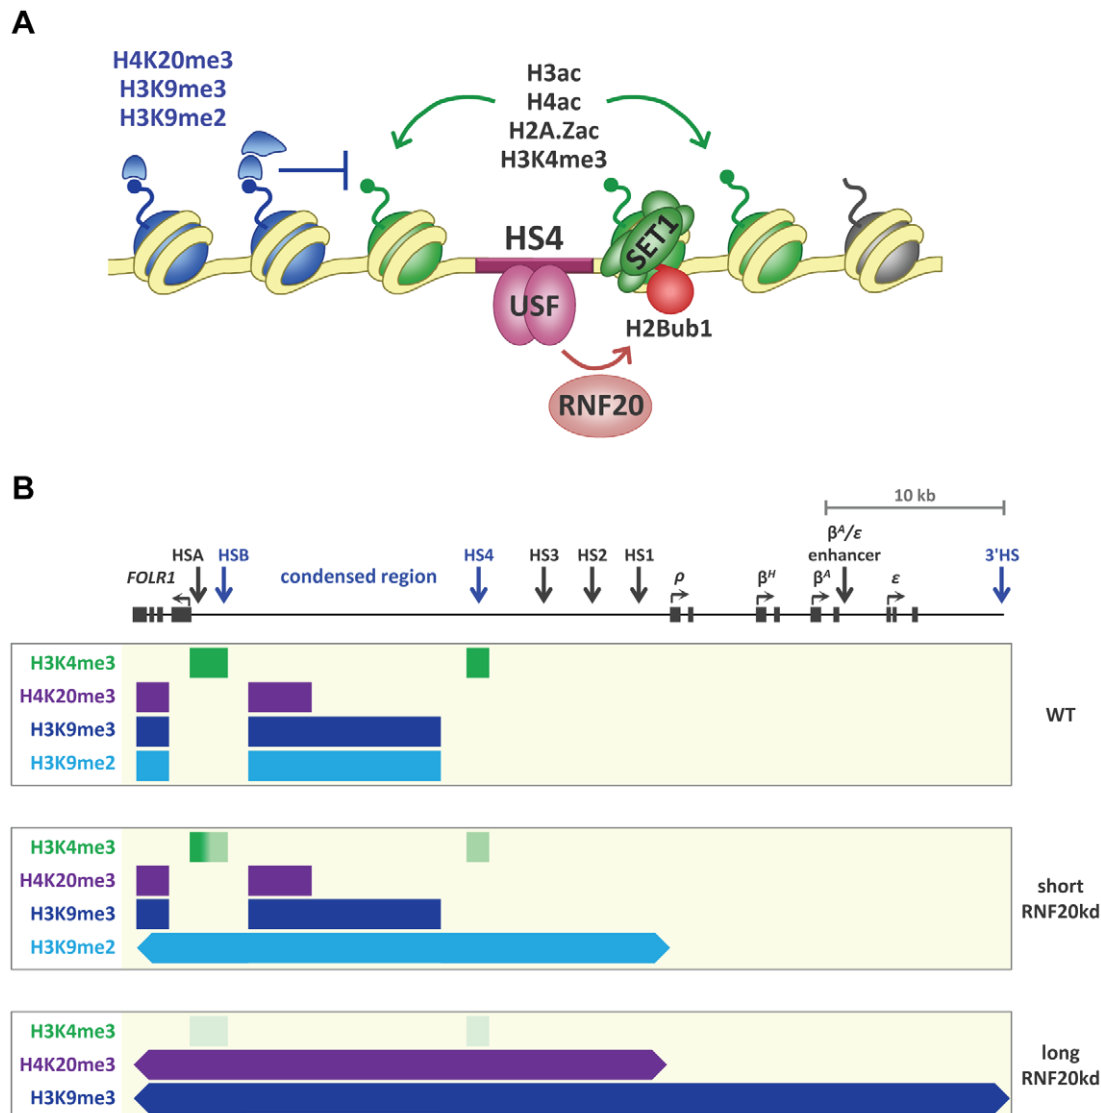 A
H4K20me3
H3K9me3
H3K9me2
H3ac
H4ac
H2A.Zac
H3K4me3
HS4
SET1
USF
H2Bub1
RNF20
B
10 kb
βᴬ/ε
HSA HSB HS4 HS3 HS2 HS1 enhancer 3'HS
FOLR1 condensed region ρ βᴴ βᴬ ε
H3K4me3
H4K20me3
H3K9me3
H3K9me2
WT
H3K4me3
H4K20me3
H3K9me3
H3K9me2
short
RNF20kd
H3K4me3
H4K20me3
H3K9me3
long
RNF20kd